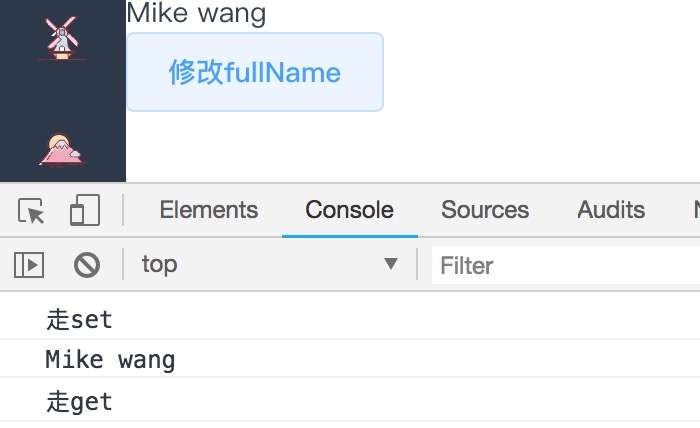 Mike wang
修改fullName
Elements Console Sources Audits
top Filter
走set
Mike wang
走get